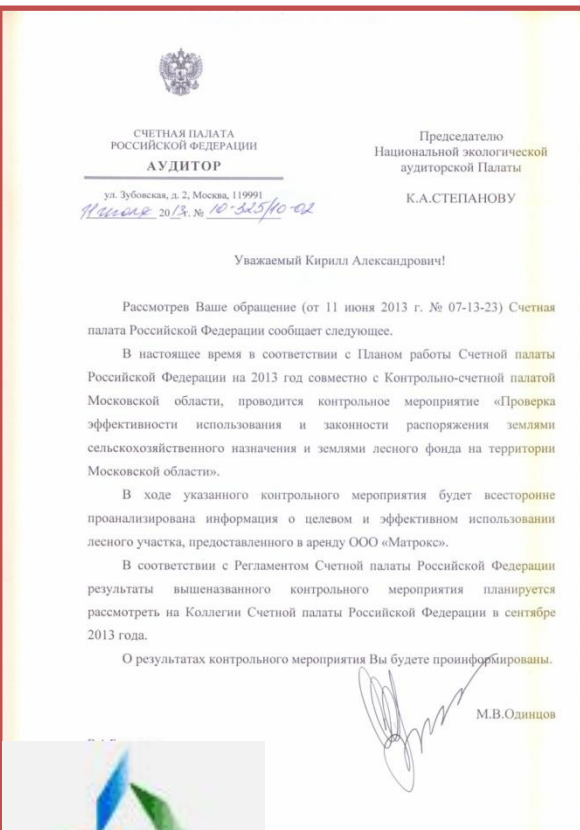 СЧЕТНАЯ ПАЛАТА
РОССИЙСКОЙ ФЕДЕРАЦИИ
АУДИТОР
ул. Зубовская, д. 2, Москва, 119991
2013г. № 10-325/10-02
Председателю
Национальной экологической
аудиторской Палаты
К.А.СТЕПАНОВУ
Уважаемый Кирилл Александрович!
Рассмотрев Ваше обращение (от 11 июня 2013 г. № 07-13-23) Счетная
палата Российской Федерации сообщает следующее.
В настоящее время в соответствии с Планом работы Счетной палаты
Российской Федерации на 2013 год совместно с Контрольно-счетной палатой
Московской области, проводится контрольное мероприятие «Проверка
эффективности использования и законности распоряжения землями
сельскохозяйственного назначения и землями лесного фонда на территории
Московской области».
В ходе указанного контрольного мероприятия будет всесторонне
проанализирована информация о целевом и эффективном использовании
лесного участка, предоставленного в аренду ООО «Матрокс».
В соответствии с Регламентом Счетной палаты Российской Федерации
результаты вышеназванного контрольного мероприятия планируется
рассмотреть на Коллегии Счетной палаты Российской Федерации в сентябре
2013 года.
О результатах контрольного мероприятия Вы будете проинформированы.
М.В.Одинцов